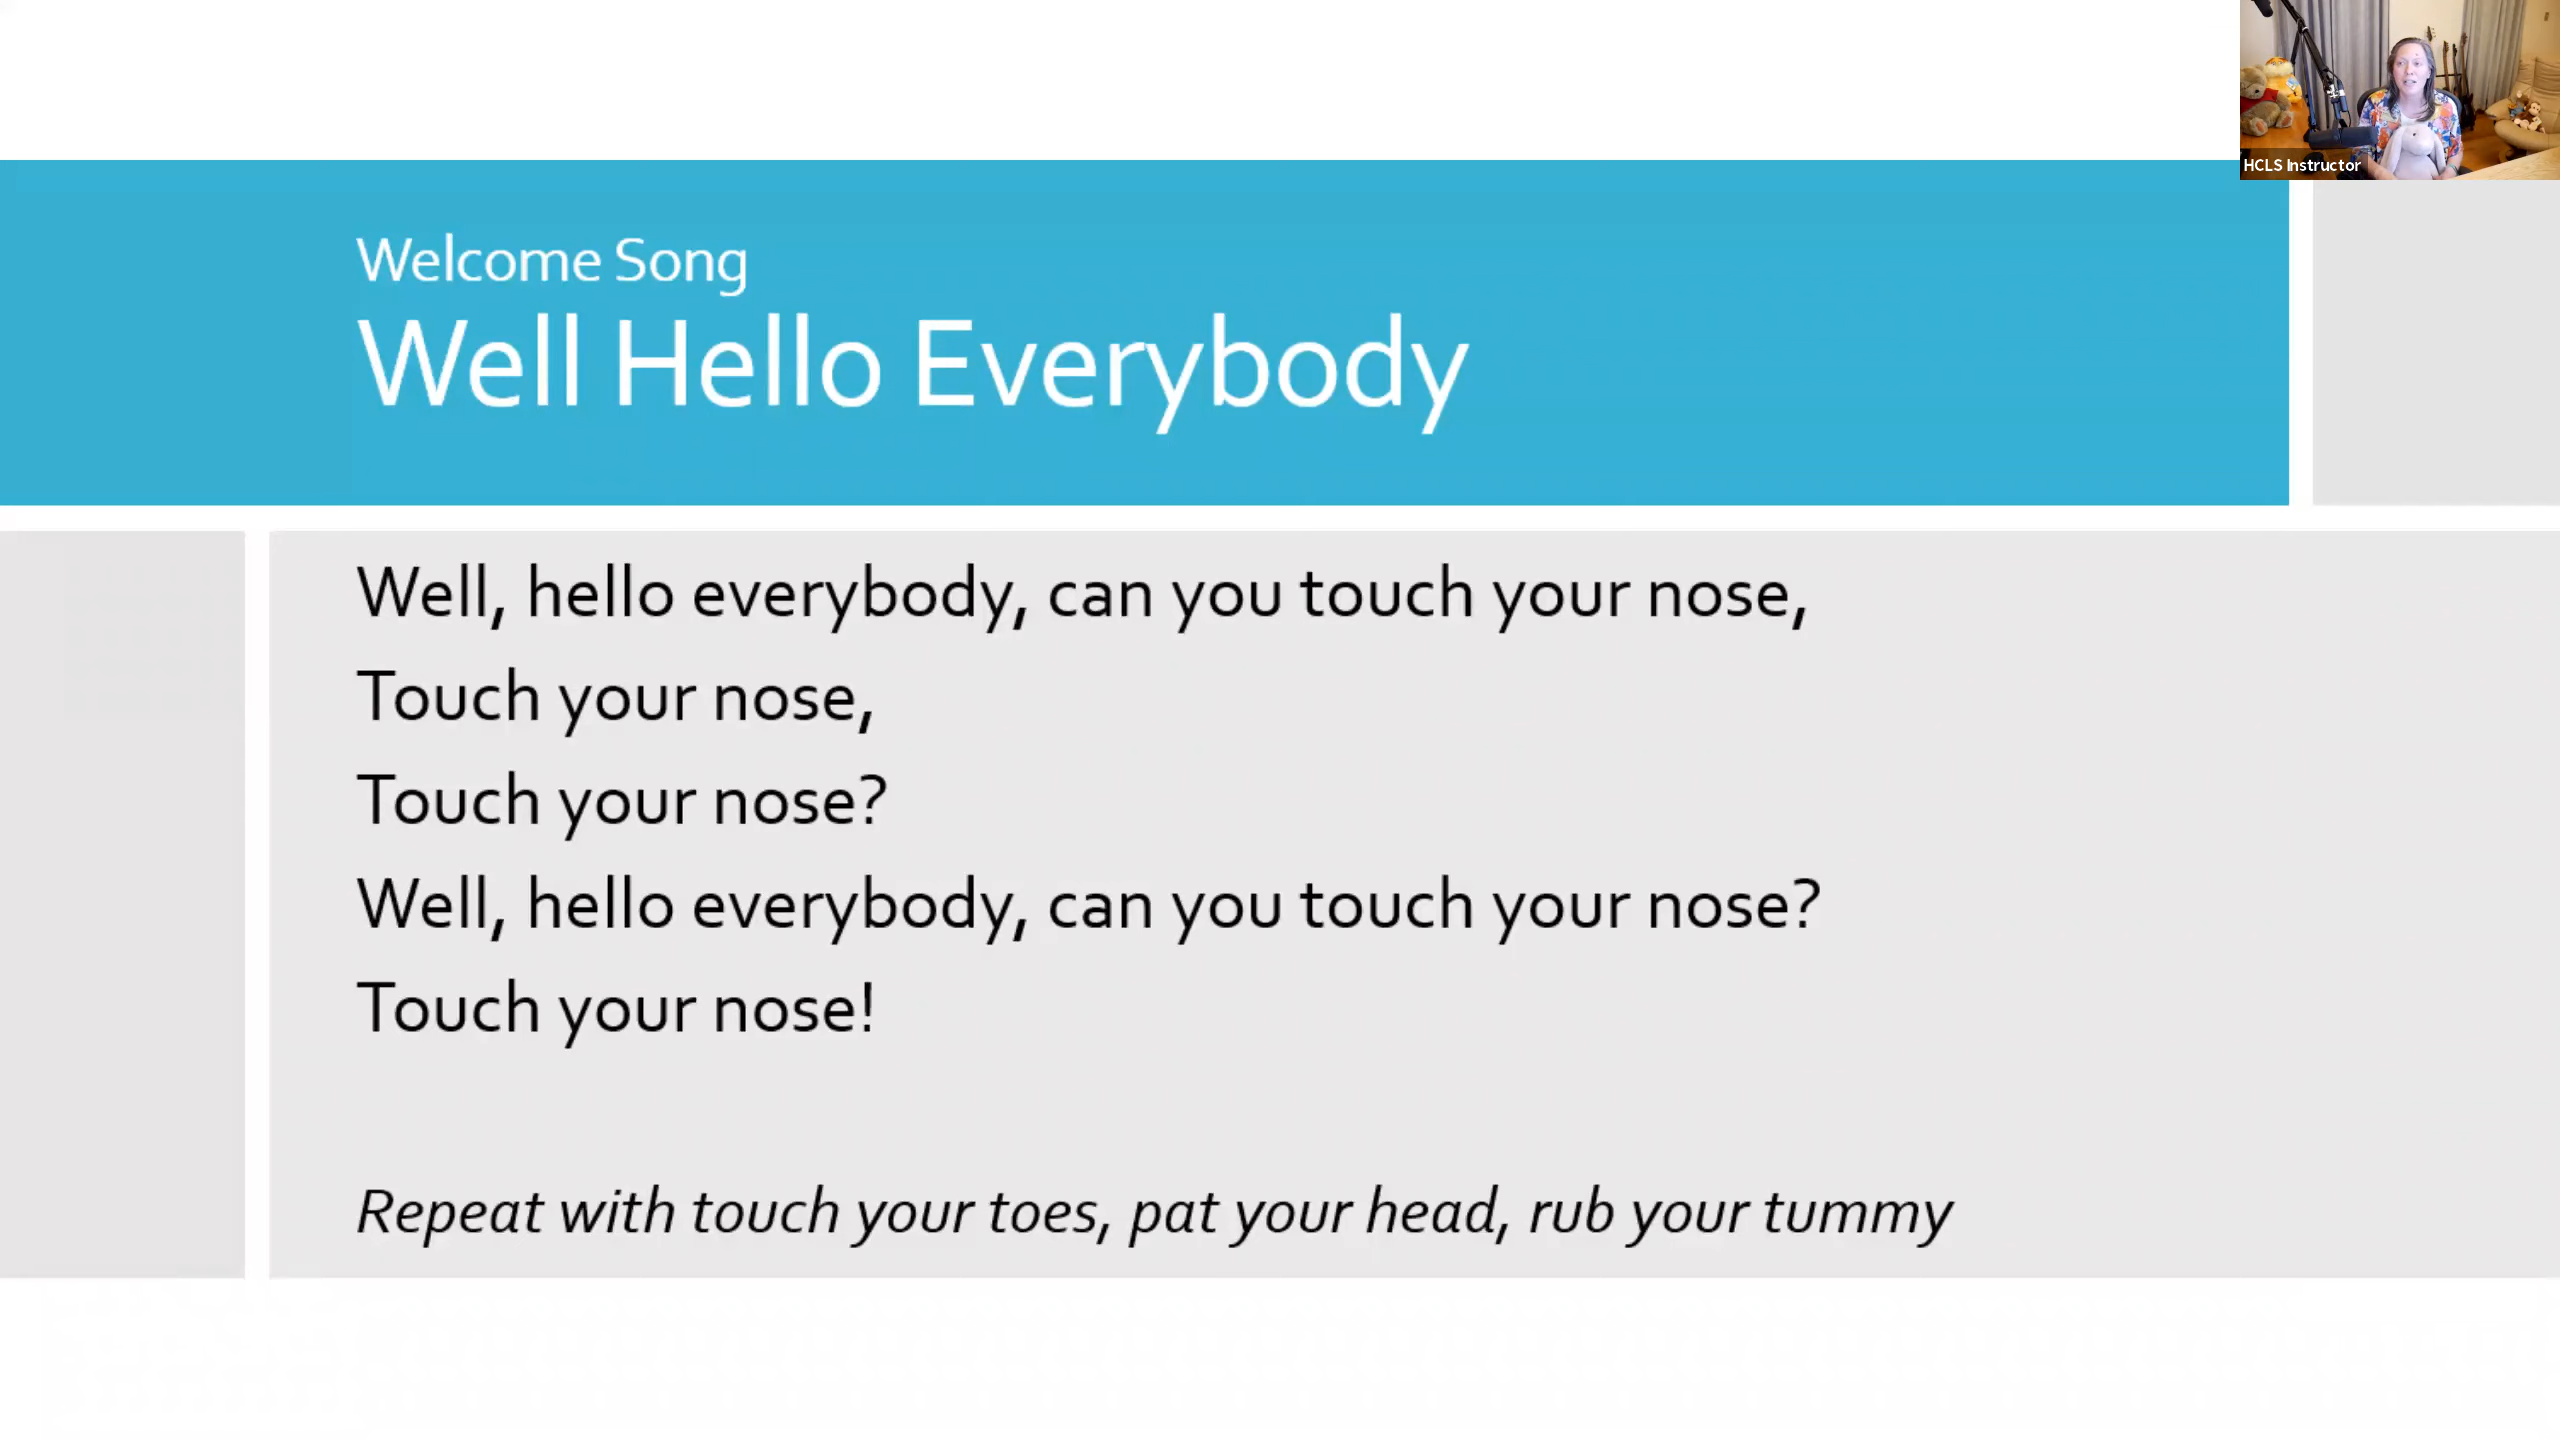 HCLS Instructor
Welcome Song
Well Hello Everybody
Well, hello everybody, can you touch your nose,
Touch your nose,
Touch your nose?
Well, hello everybody, can you touch your nose?
Touch your nose!
Repeat with touch your toes, pat your head, rub your tummy